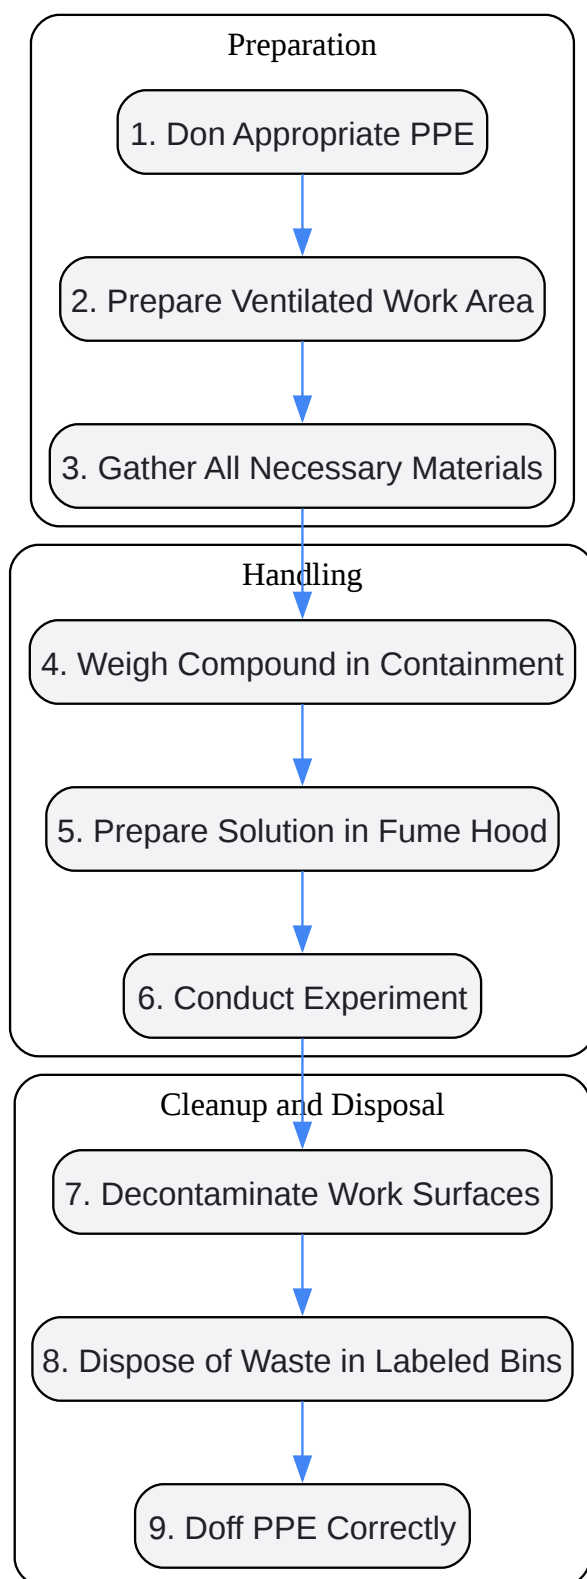 Preparation
1. Don Appropriate PPE
2. Prepare Ventilated Work Area
3. Gather All Necessary Materials
Handling
4. Weigh Compound in Containment
5. Prepare Solution in Fume Hood
6. Conduct Experiment
Cleanup and Disposal
7. Decontaminate Work Surfaces
8. Dispose of Waste in Labeled Bins
9. Doff PPE Correctly